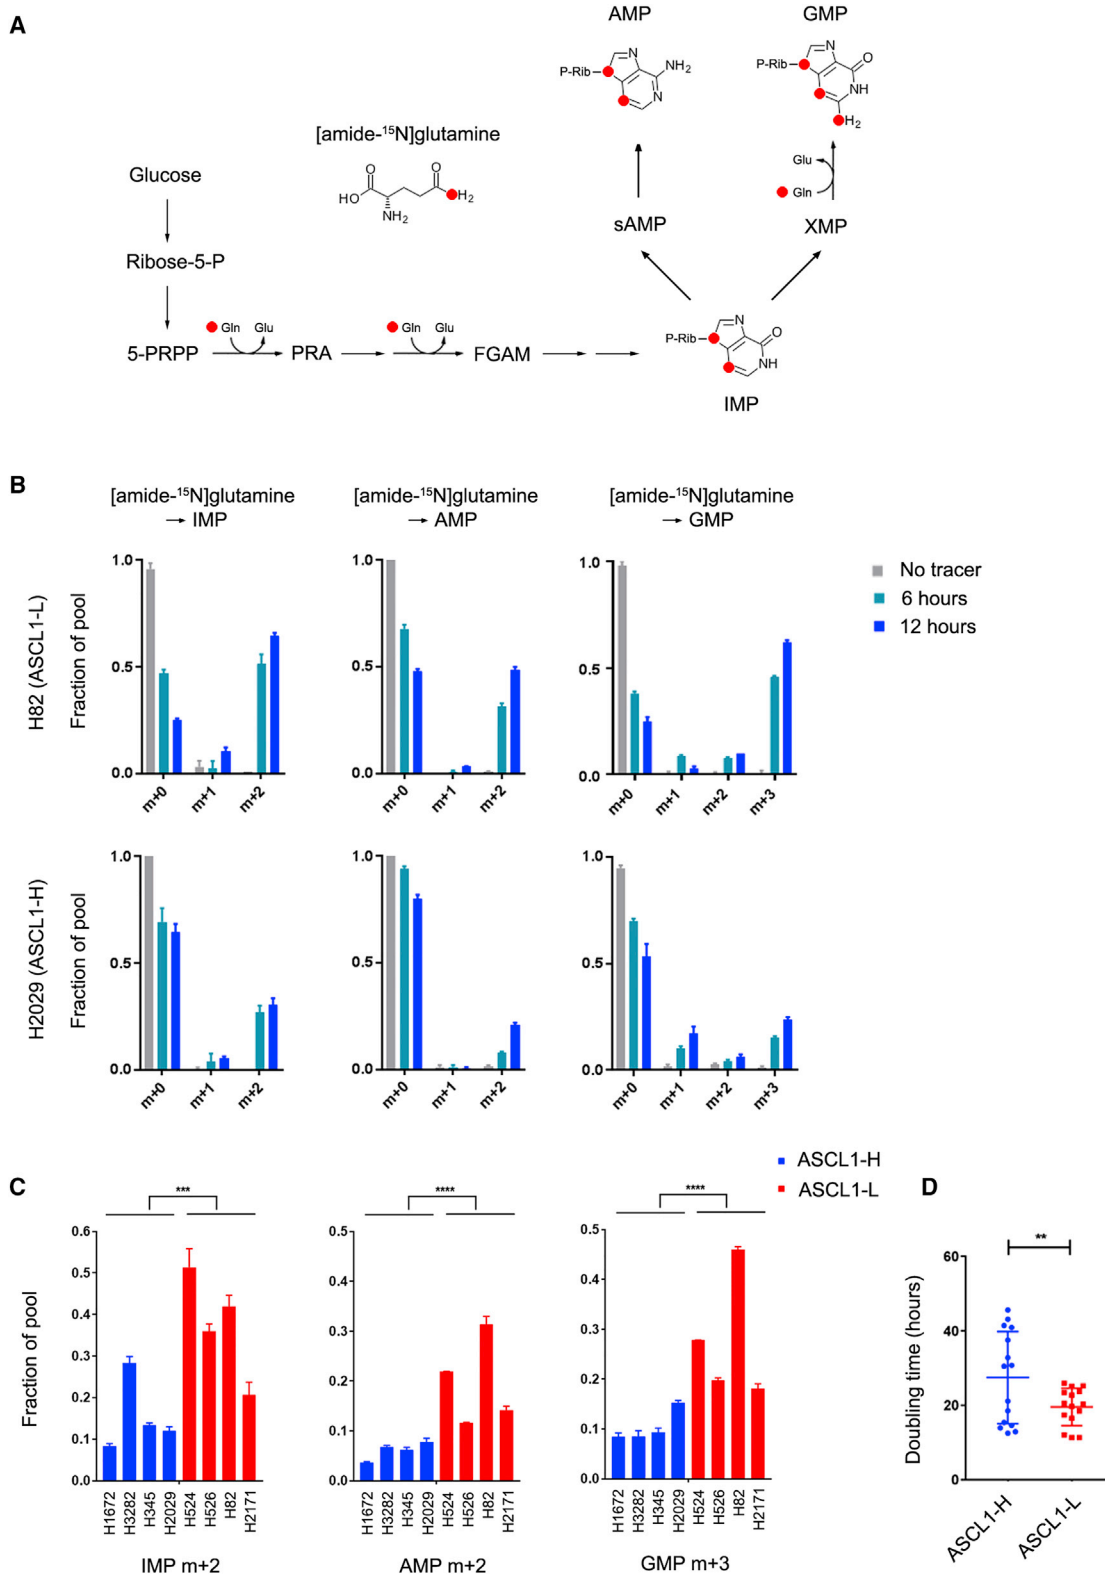 A
AMP
GMP
P-Rib
N
NH₂
N
P-Rib
N
O
NH
H₂
[amide-¹⁵N]glutamine
O
O
HO
H₂
NH₂
Glucose
Ribose-5-P
5-PRPP
Gln
Glu
PRA
Gln
Glu
FGAM
P-Rib
N
O
NH
IMP
sAMP
XMP
Glu
Gln
B
[amide-¹⁵N]glutamine
→ IMP
[amide-¹⁵N]glutamine
→ AMP
[amide-¹⁵N]glutamine
→ GMP
No tracer
6 hours
12 hours
H82 (ASCL1-L)
Fraction of pool
1.0
0.5
0.0
m+0
m+1
m+2
1.0
0.5
0.0
m+0
m+1
m+2
1.0
0.5
0.0
m+0
m+1
m+2
m+3
H2029 (ASCL1-H)
Fraction of pool
1.0
0.5
0.0
m+0
m+1
m+2
1.0
0.5
0.0
m+0
m+1
m+2
1.0
0.5
0.0
m+0
m+1
m+2
m+3
C
ASCL1-H
ASCL1-L
Fraction of pool
***
0.6
0.5
0.4
0.3
0.2
0.1
0.0
H1672
H3282
H345
H2029
H524
H526
H82
H2171
IMP m+2
****
0.5
0.4
0.3
0.2
0.1
0.0
H1672
H3282
H345
H2029
H524
H526
H82
H2171
AMP m+2
****
0.5
0.4
0.3
0.2
0.1
0.0
H1672
H3282
H345
H2029
H524
H526
H82
H2171
GMP m+3
D
**
Doubling time (hours)
60
40
20
0
ASCL1-H
ASCL1-L